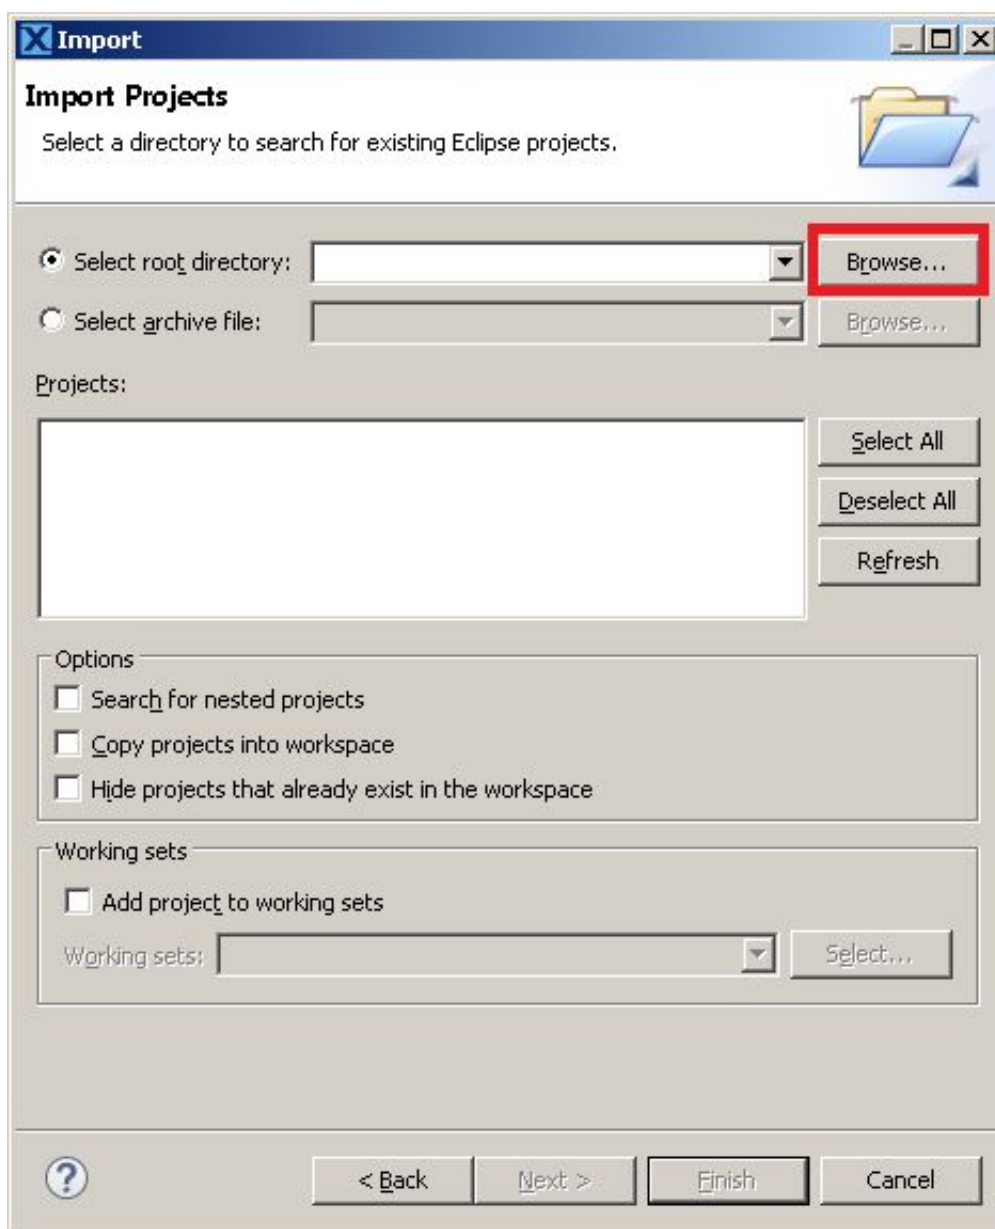 Import
Import Projects
Select a directory to search for existing Eclipse projects.
Select root directory: Browse...
Select archive file: Browse...
Projects:
Select All
Deselect All
Refresh
Options
Search for nested projects
Copy projects into workspace
Hide projects that already exist in the workspace
Working sets
Add project to working sets
Working sets: Select...
? < Back Next > Finish Cancel